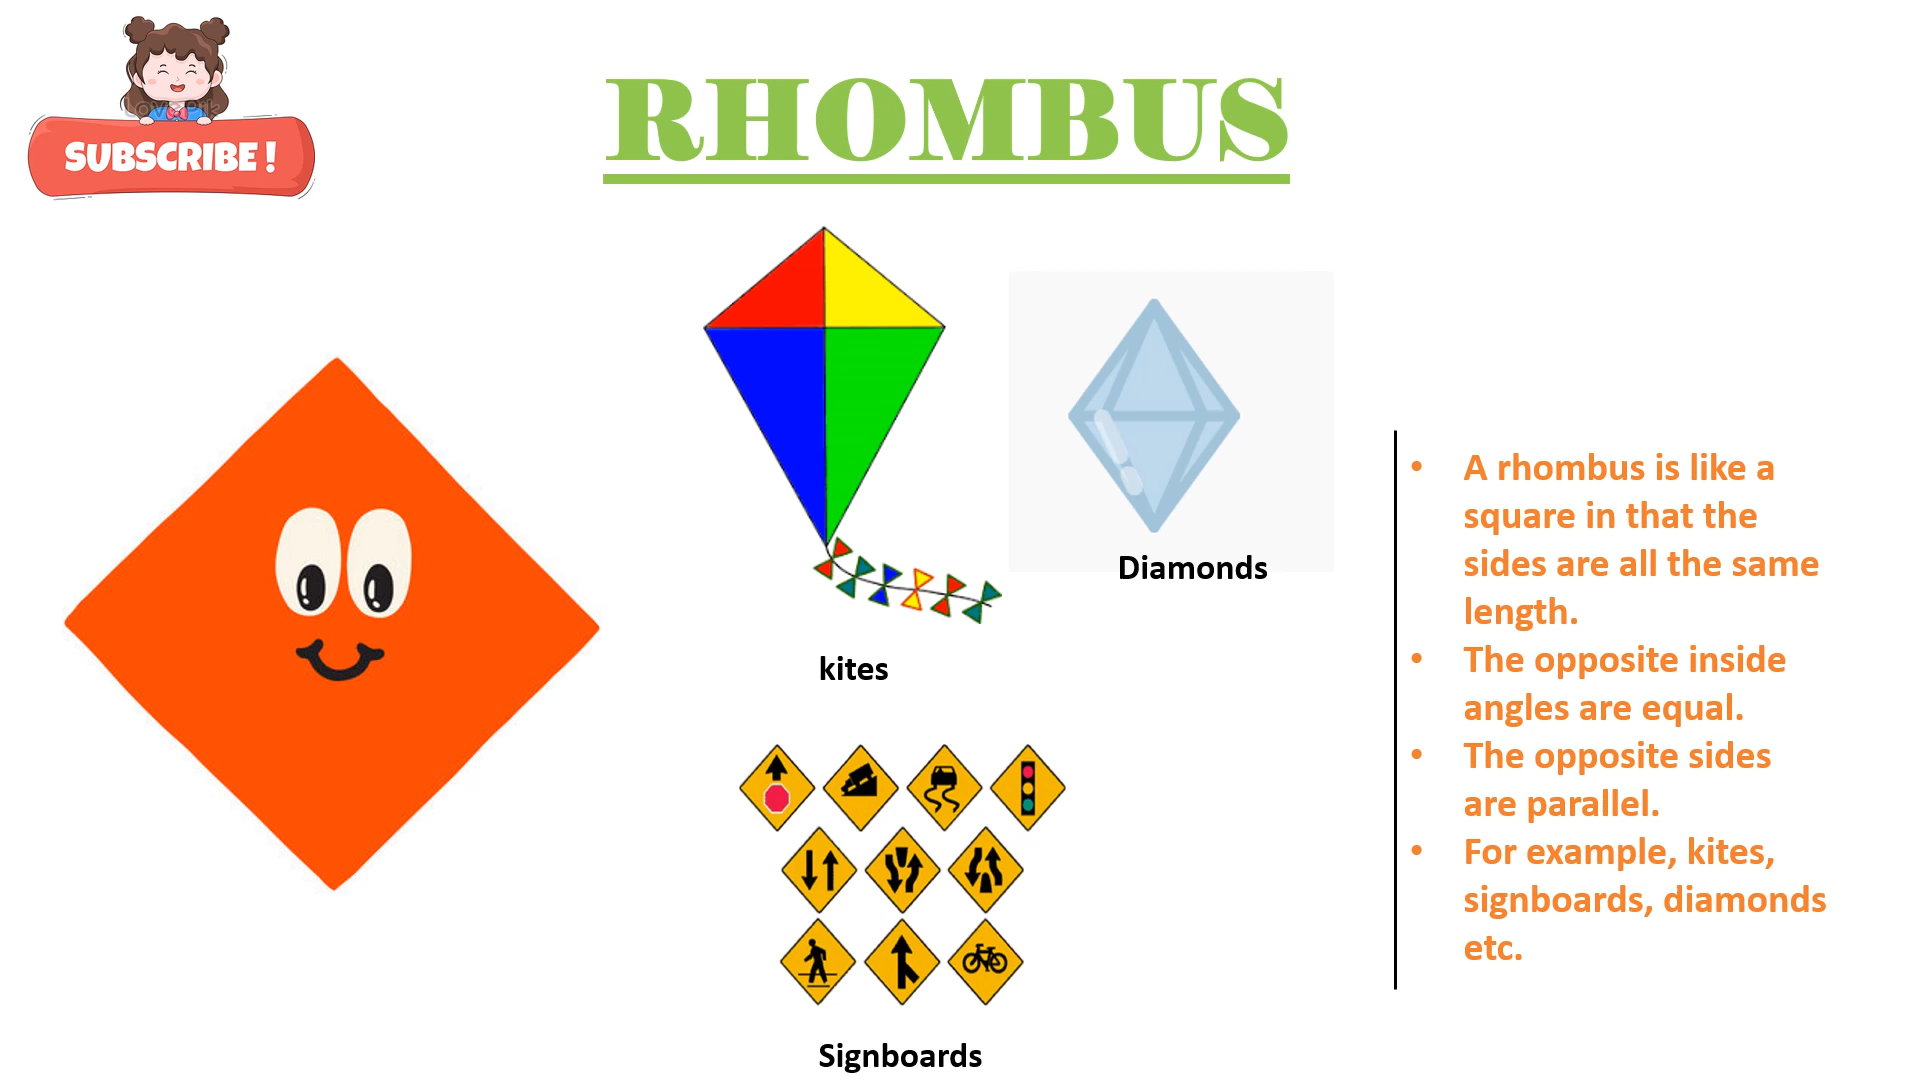 SUBSCRIBE !
RHOMBUS
Diamonds
kites
Signboards
• A rhombus is like a
square in that the
sides are all the same
length.
• The opposite inside
angles are equal.
• The opposite sides
are parallel.
• For example, kites,
signboards, diamonds
etc.